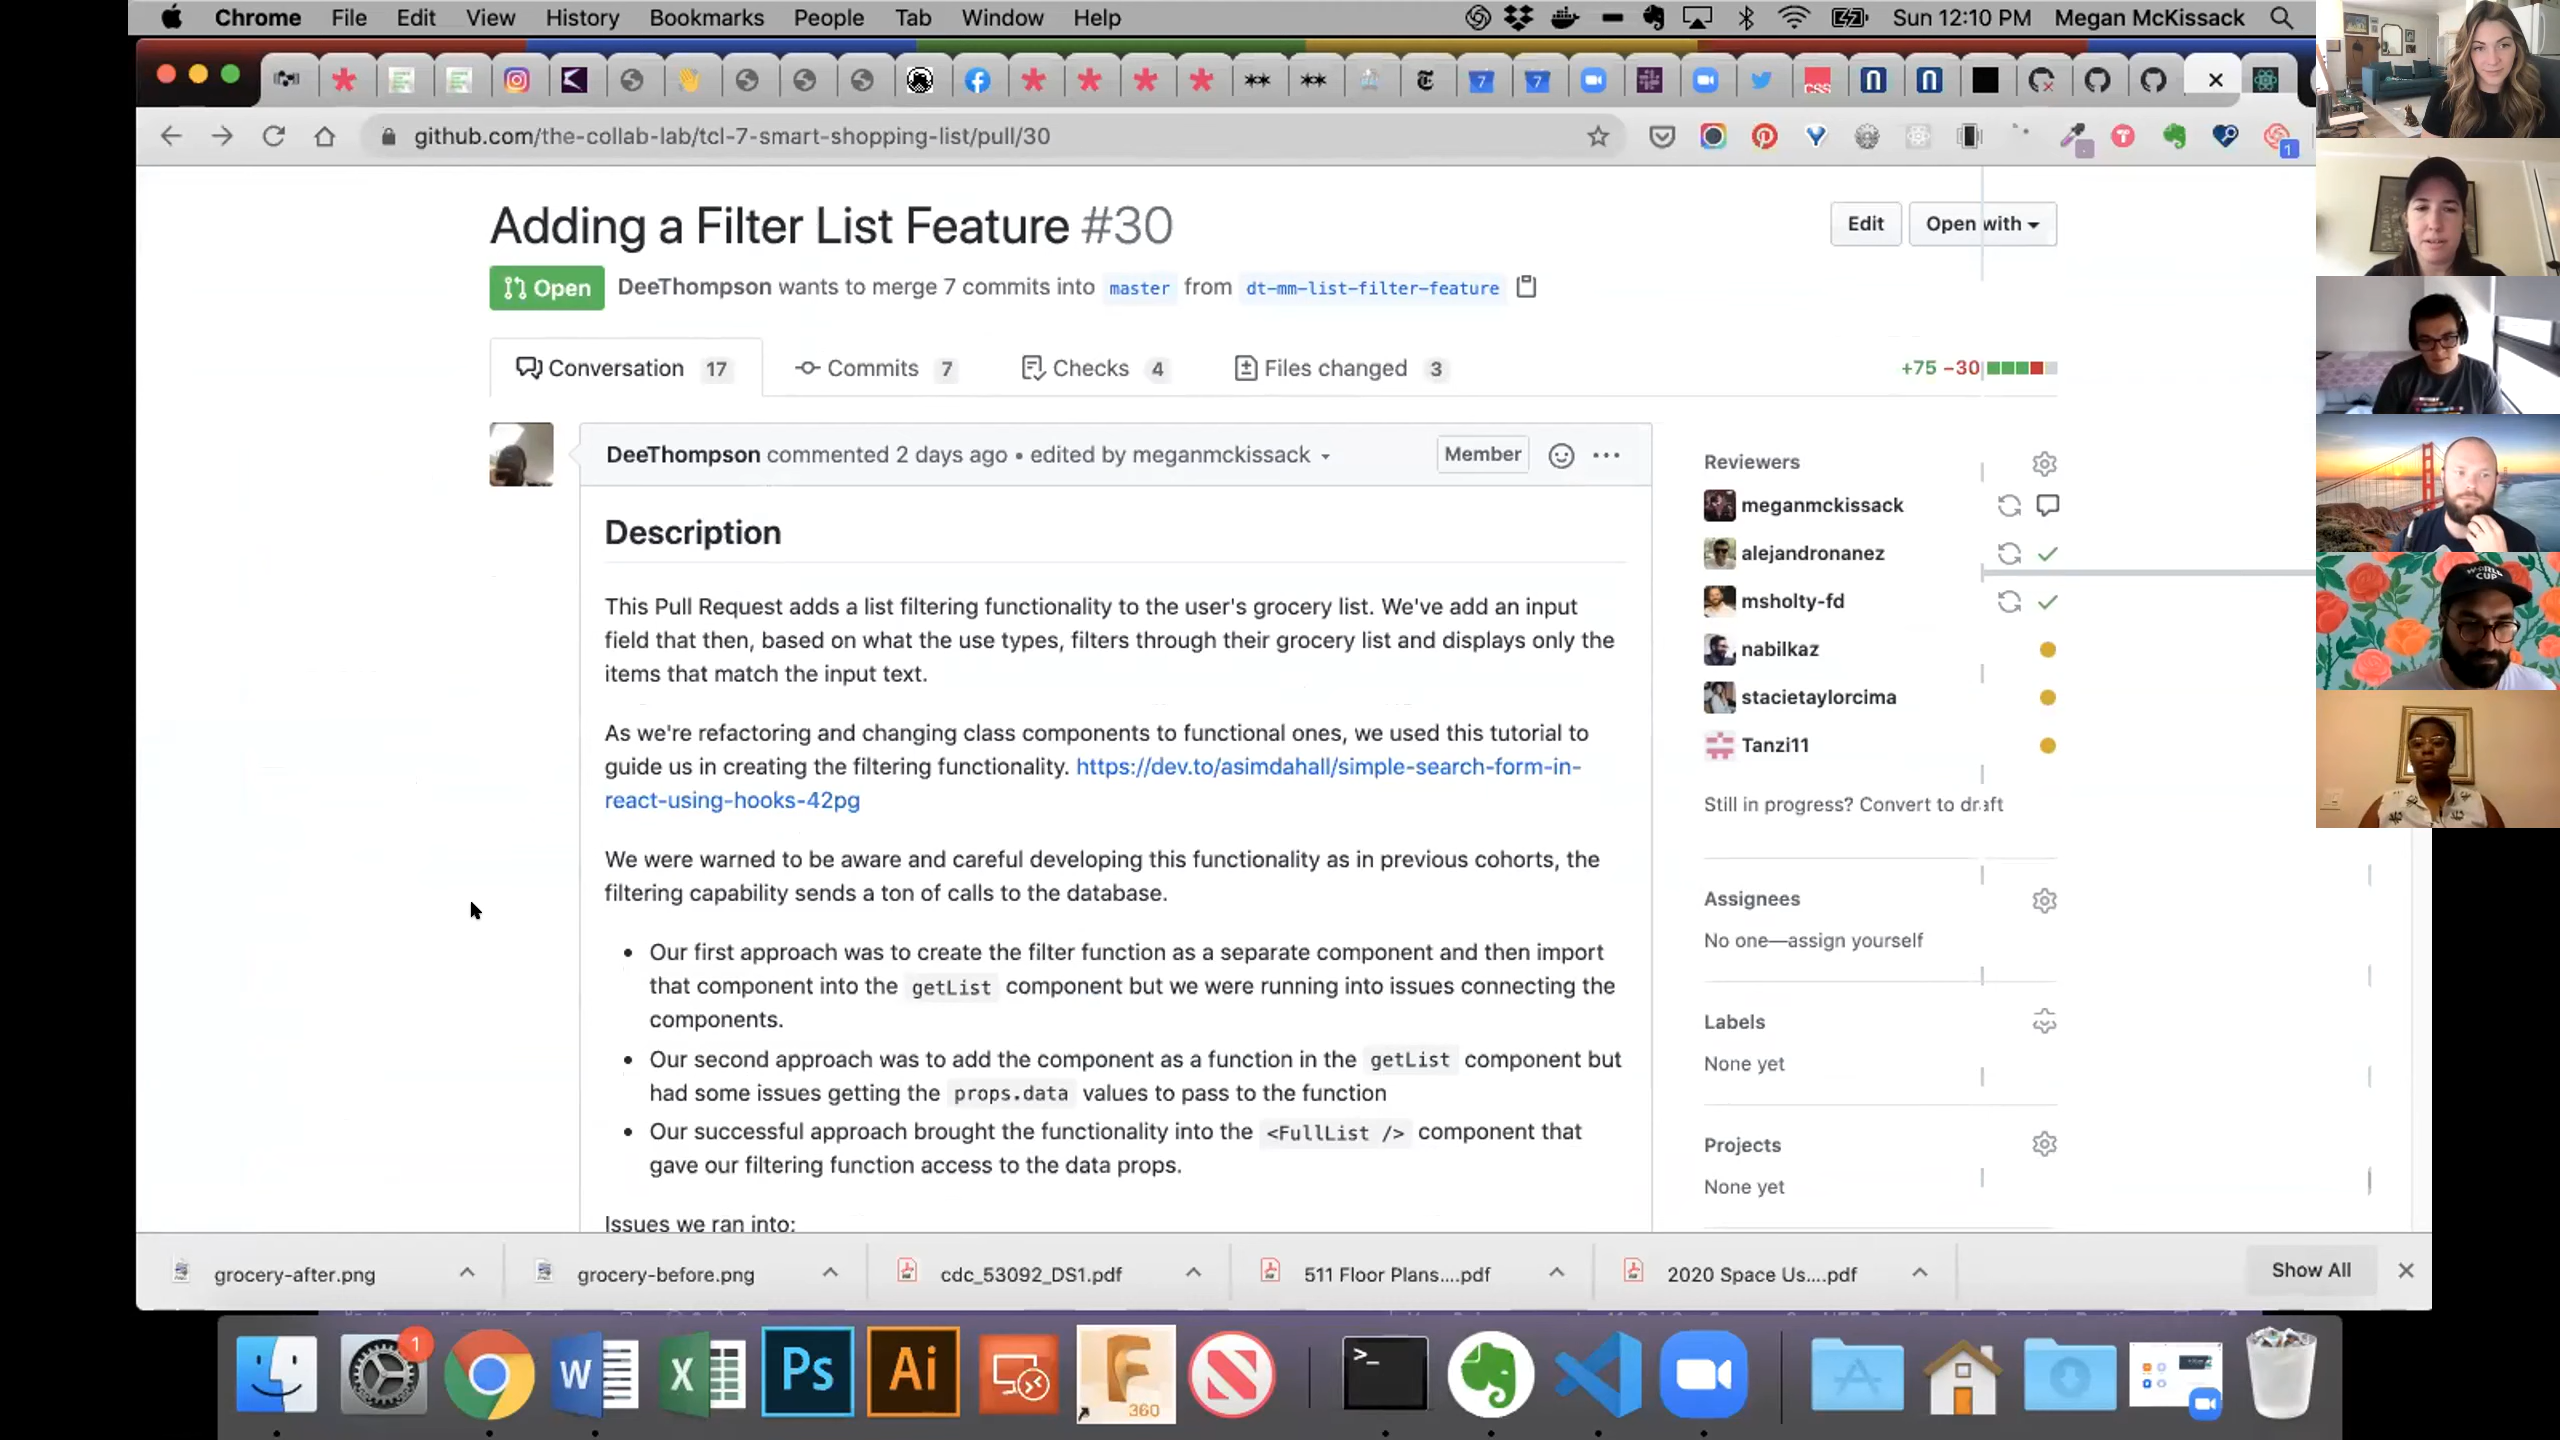 Chrome File Edit View History Bookmarks People Tab Window Help Sun 12:10 PM Megan McKissack
github.com/the-collab-lab/tcl-7-smart-shopping-list/pull/30
1
Adding a Filter List Feature #30
Edit Open with
Open DeeThompson wants to merge 7 commits into master from dt-mm-list-filter-feature
Conversation 17 Commits 7 Checks 4 Files changed 3 +75 −30
DeeThompson commented 2 days ago • edited by meganmckissack Member
Description
This Pull Request adds a list filtering functionality to the user's grocery list. We've add an input
field that then, based on what the use types, filters through their grocery list and displays only the
items that match the input text.
As we're refactoring and changing class components to functional ones, we used this tutorial to
guide us in creating the filtering functionality. https://dev.to/asimdahall/simple-search-form-in-
react-using-hooks-42pg
We were warned to be aware and careful developing this functionality as in previous cohorts, the
filtering capability sends a ton of calls to the database.
• Our first approach was to create the filter function as a separate component and then import
that component into the getList component but we were running into issues connecting the
components.
• Our second approach was to add the component as a function in the getList component but
had some issues getting the props.data values to pass to the function
• Our successful approach brought the functionality into the <FullList /> component that
gave our filtering function access to the data props.
Issues we ran into:
Reviewers
meganmckissack
alejandronanez
msholty-fd
nabilkaz
stacietaylorcima
Tanzi11
Still in progress? Convert to draft
Assignees
No one—assign yourself
Labels
None yet
Projects
None yet
WORLD
CUP
grocery-after.png grocery-before.png cdc_53092_DS1.pdf 511 Floor Plans....pdf 2020 Space Us....pdf Show All
1
W X Ps Ai F 360 N >_